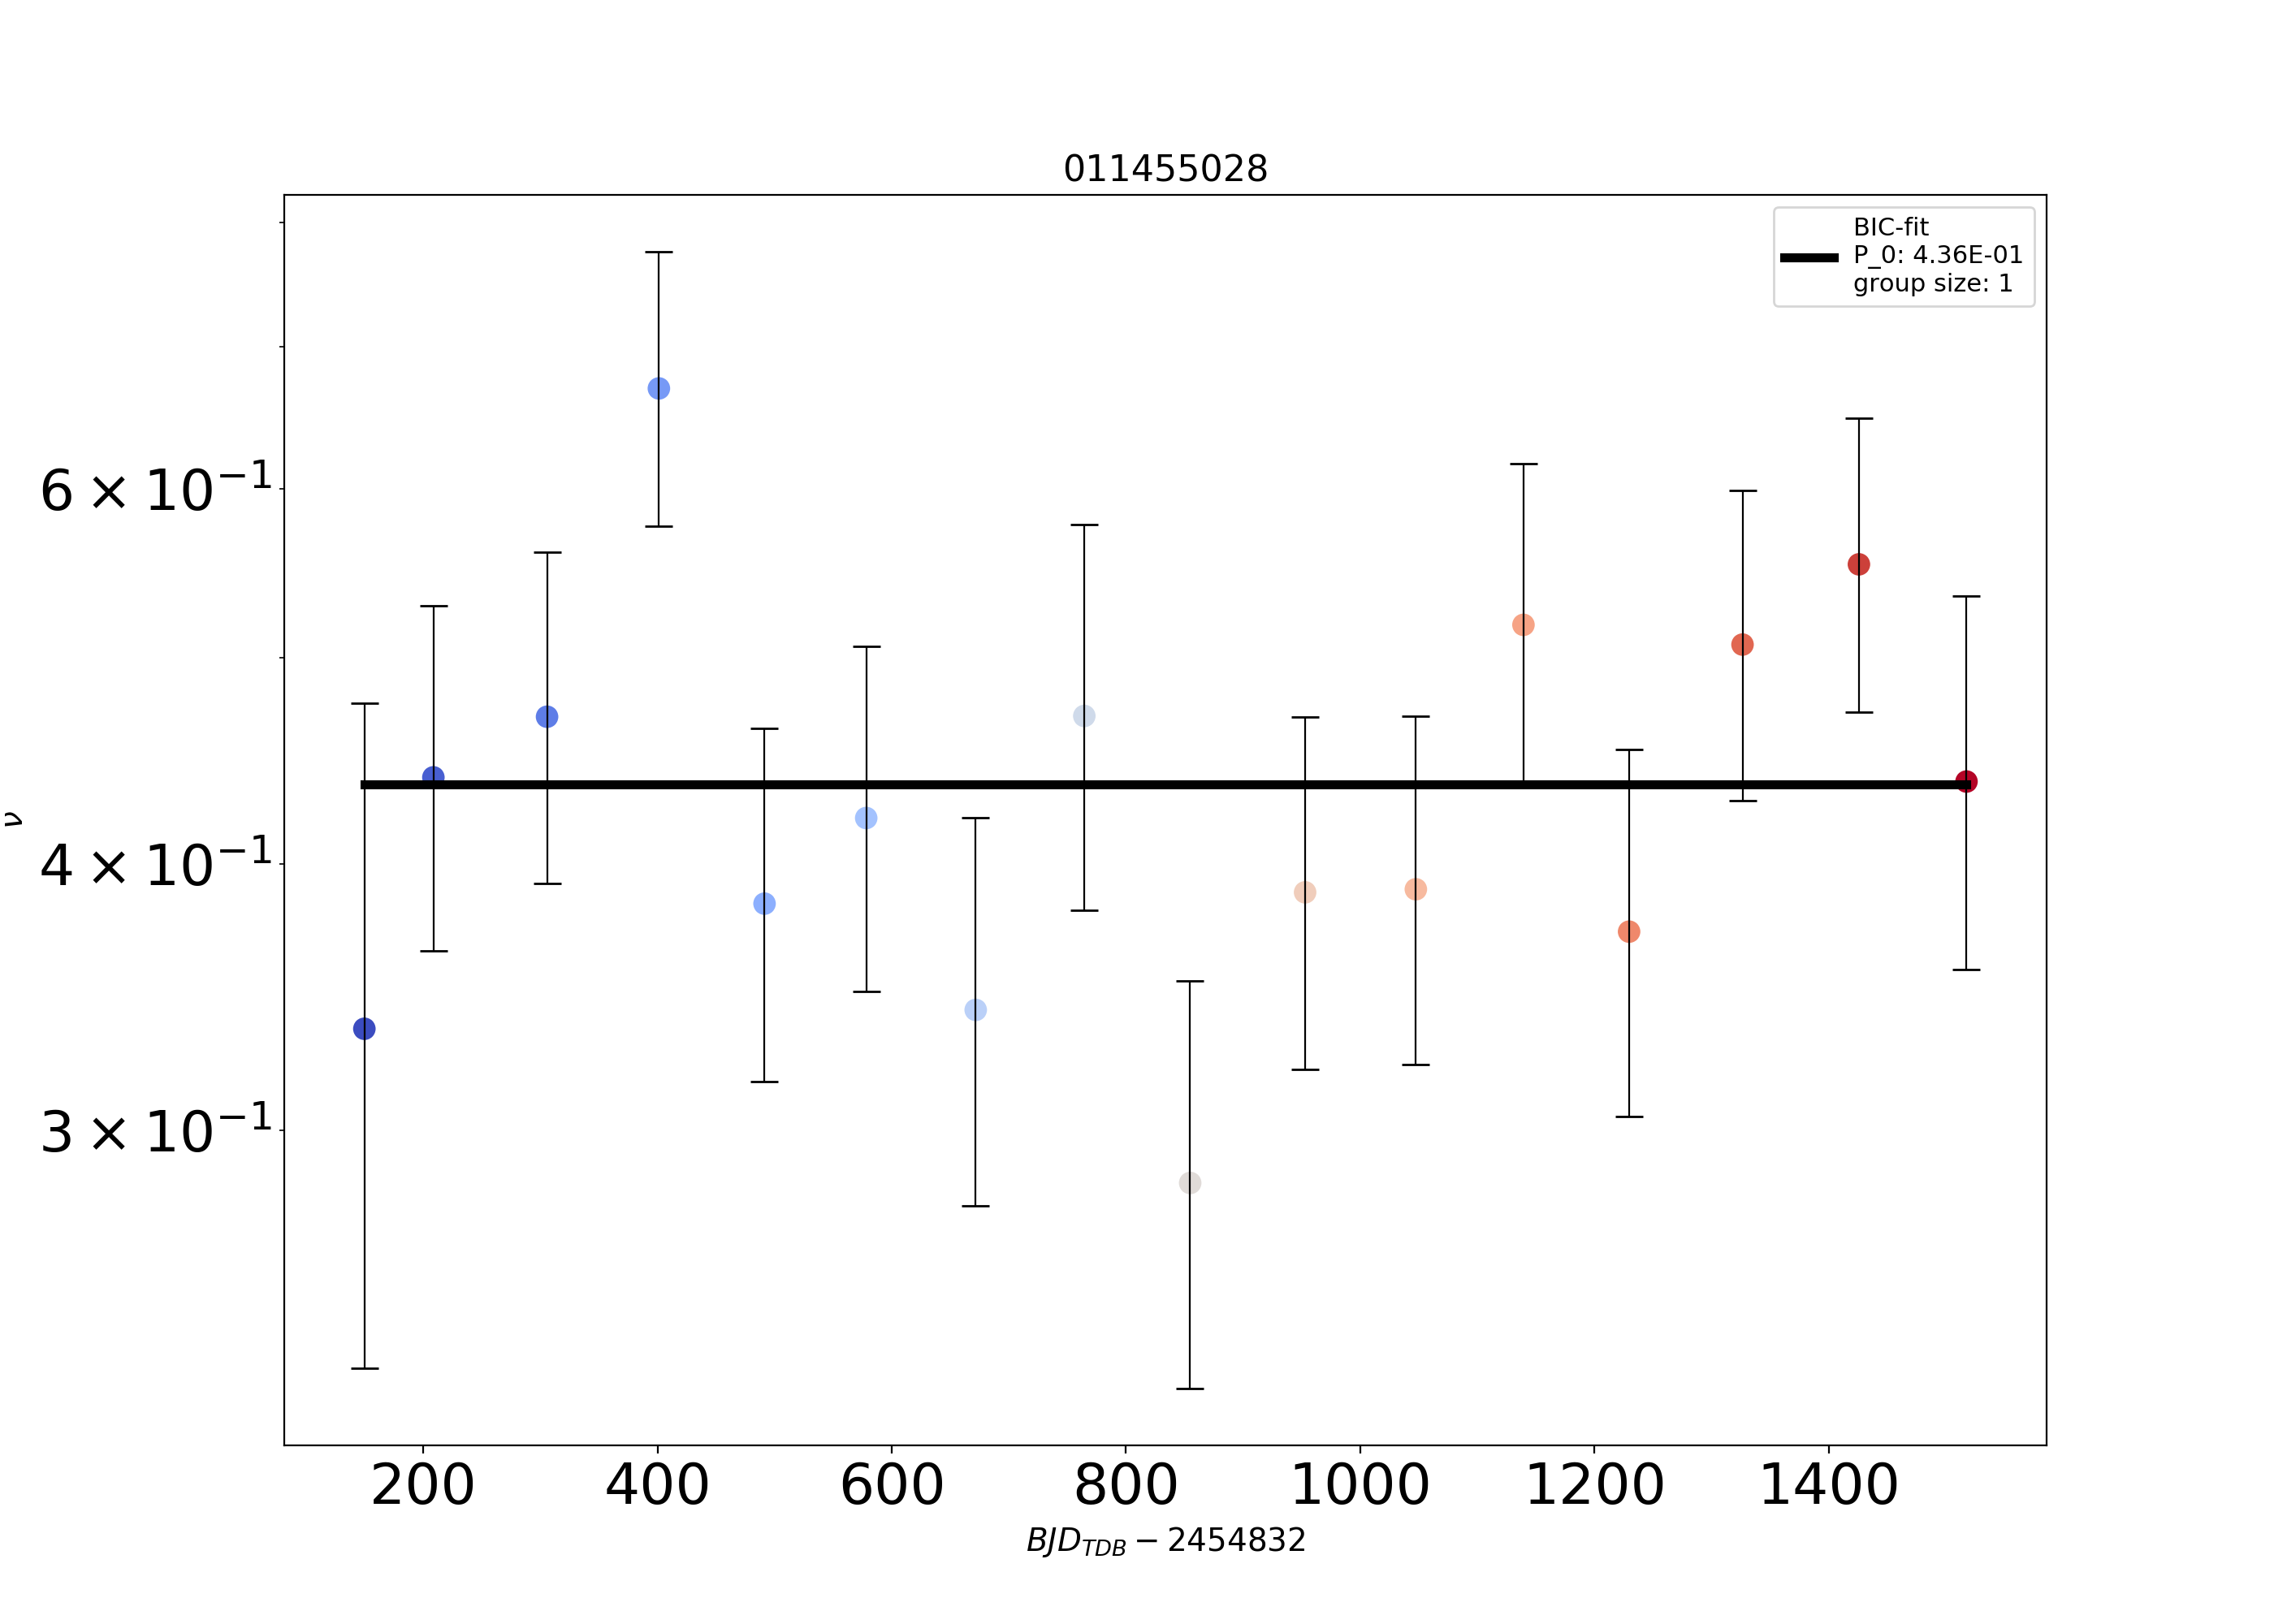 011455028
BIC-fit
P_0: 4.36E-01
group size: 1
6 × 10⁻¹
4 × 10⁻¹
3 × 10⁻¹
ν
200 400 600 800 1000 1200 1400
BJD_TDB − 2454832